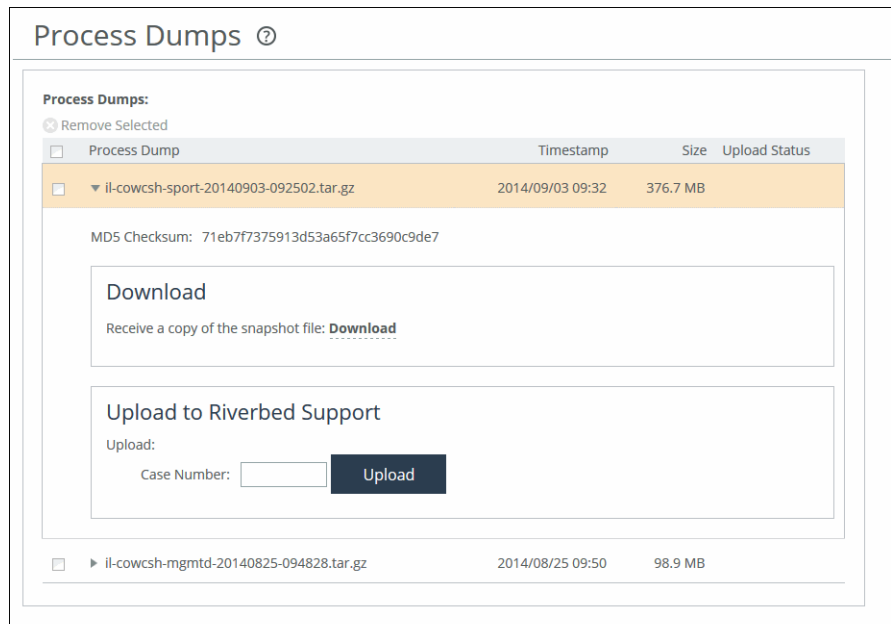 Process Dumps ?
Process Dumps:
Remove Selected
Process Dump Timestamp Size Upload Status
il-cowcsh-sport-20140903-092502.tar.gz 2014/09/03 09:32 376.7 MB
MD5 Checksum: 71eb7f7375913d53a65f7cc3690c9de7
Download
Receive a copy of the snapshot file: Download
Upload to Riverbed Support
Upload:
Case Number: Upload
il-cowcsh-mgmtd-20140825-094828.tar.gz 2014/08/25 09:50 98.9 MB